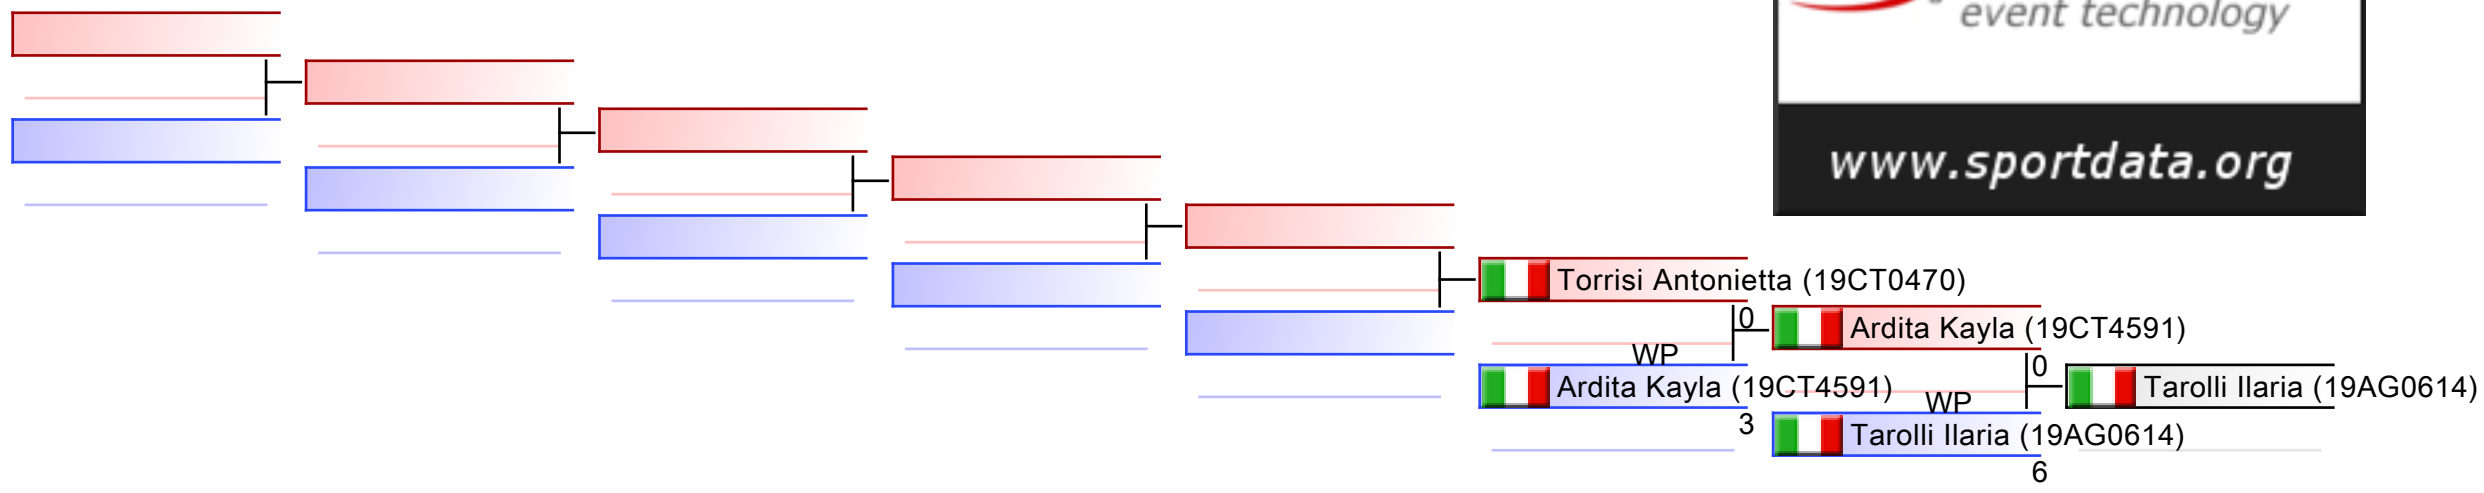 event technology
www.sportdata.org
Torrisi Antonietta (19CT0470)
0
Ardita Kayla (19CT4591)
WP
0
Ardita Kayla (19CT4591)
Tarolli Ilaria (19AG0614)
WP
3
Tarolli Ilaria (19AG0614)
6